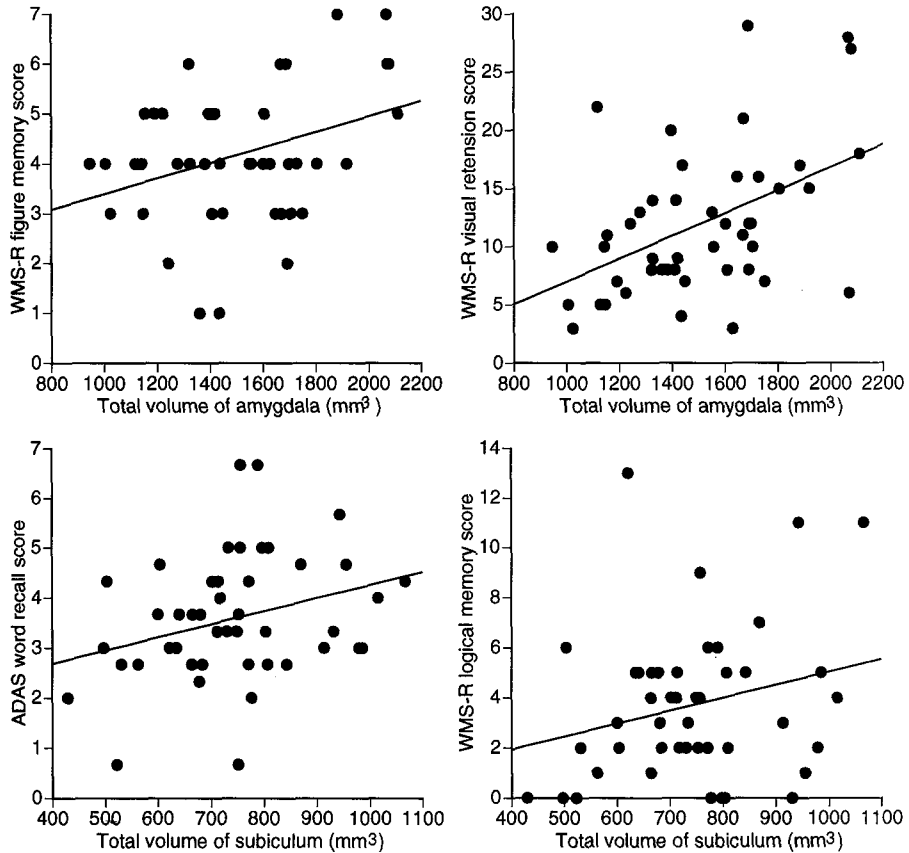 WMS-R figure memory score
7
6
5
4
3
2
1
0
800 1000 1200 1400 1600 1800 2000 2200
Total volume of amygdala (mm³ )
WMS-R visual retension score
30
25
20
15
10
5
0
800 1000 1200 1400 1600 1800 2000 2200
Total volume of amygdala (mm³)
ADAS word recall score
7
6
5
4
3
2
1
0
400 500 600 700 800 900 1000 1100
Total volume of subiculum (mm³)
WMS-R logical memory score
14
12
10
8
6
4
2
0
400 500 600 700 800 900 1000 1100
Total volume of subiculum (mm³)